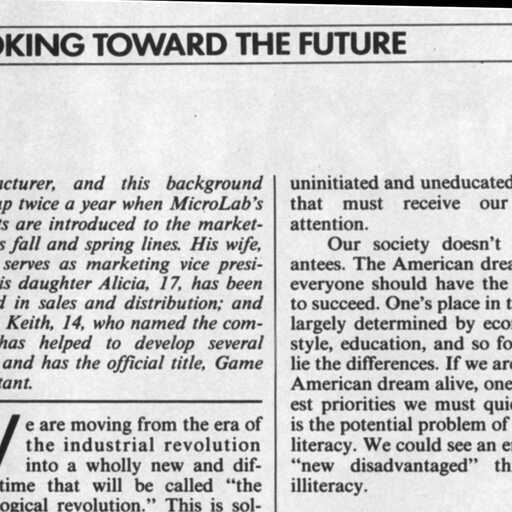 OKING TOWARD THE FUTURE
and this background
up twice a year when MicroLab's
are introduced to the market-
fall and spring lines. His wife,
serves as marketing vice presi-
daughter Alicia, 17, has been
in sales and distribution; and
Keith, 14, who named the com-
has helped to develop several
and has the official title, Game
tant.
We are moving from the era of
the industrial revolution
into a wholly new and dif-
time that will be called "the
ogical revolution." This is sol-
uninitiated and uneducated
that must receive our
attention.
Our society doesn't
antees. The American drea
everyone should have the
to succeed. One's place in t
largely determined by eco
style, education, and so fo
lie the differences. If we are
American dream alive, one
est priorities we must qui
is the potential problem of
literacy. We could see an e
"new disadvantaged" th
illiteracy.